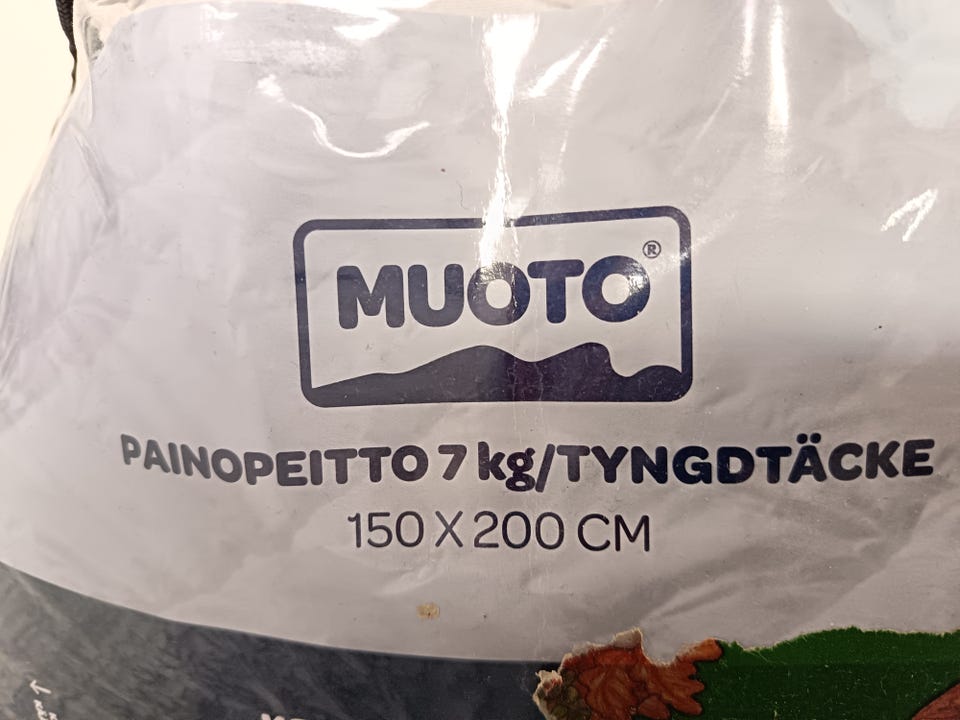 MUOTO®
PAINOPEITTO 7 kg/TYNGDTÄCKE
150 X 200 CM